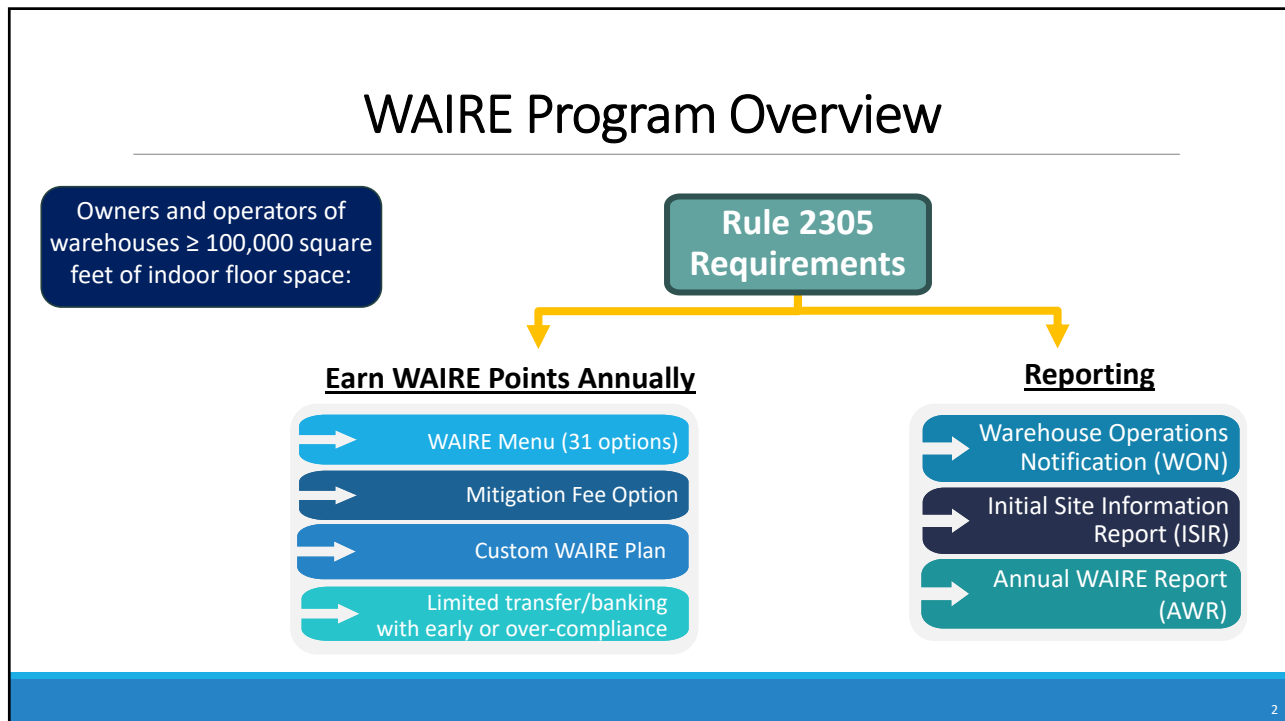 WAIRE Program Overview
Owners and operators of
warehouses ≥ 100,000 square
feet of indoor floor space:
Rule 2305
Requirements
Earn WAIRE Points Annually
WAIRE Menu (31 options)
Mitigation Fee Option
Custom WAIRE Plan
Limited transfer/banking
with early or over-compliance
Reporting
Warehouse Operations
Notification (WON)
Initial Site Information
Report (ISIR)
Annual WAIRE Report
(AWR)
2